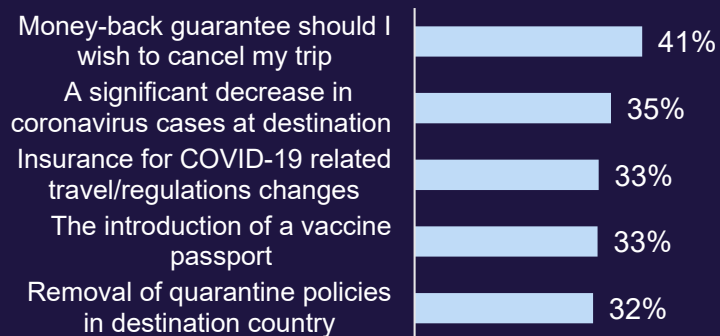 Money-back guarantee should I
wish to cancel my trip
41%
A significant decrease in
coronavirus cases at destination
35%
Insurance for COVID-19 related
travel/regulations changes
33%
The introduction of a vaccine
passport
33%
Removal of quarantine policies
in destination country
32%